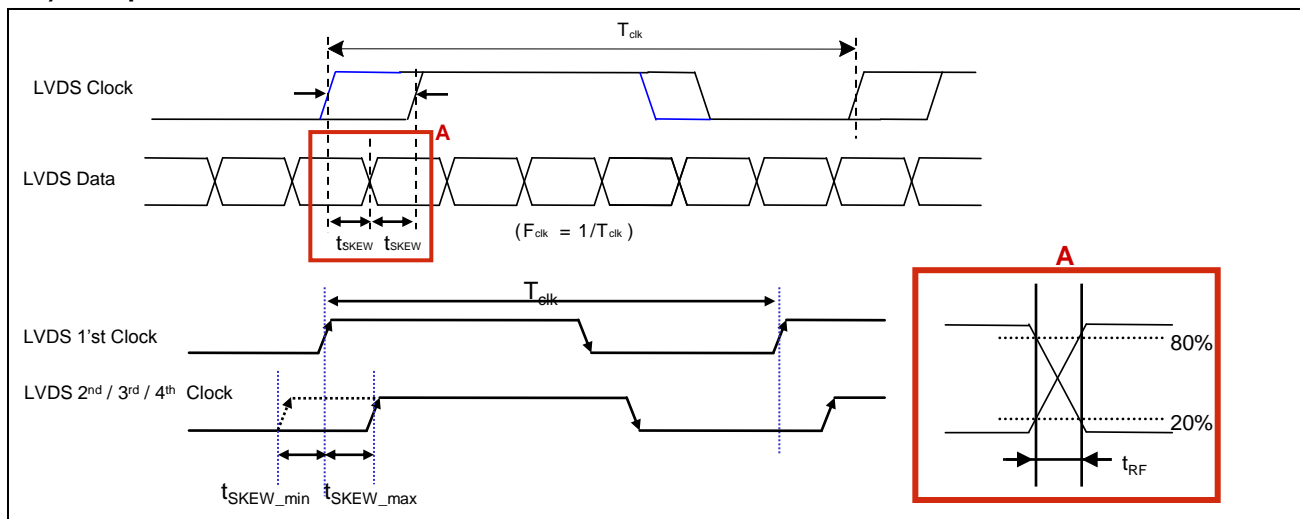 T clk
LVDS Clock
A
LVDS Data
tSKEW tSKEW
(Fclk = 1/Tclk)
A
Tclk
LVDS 1'st Clock
80%
LVDS 2nd / 3rd / 4th Clock
20%
tRF
tSKEW_min tSKEW_max